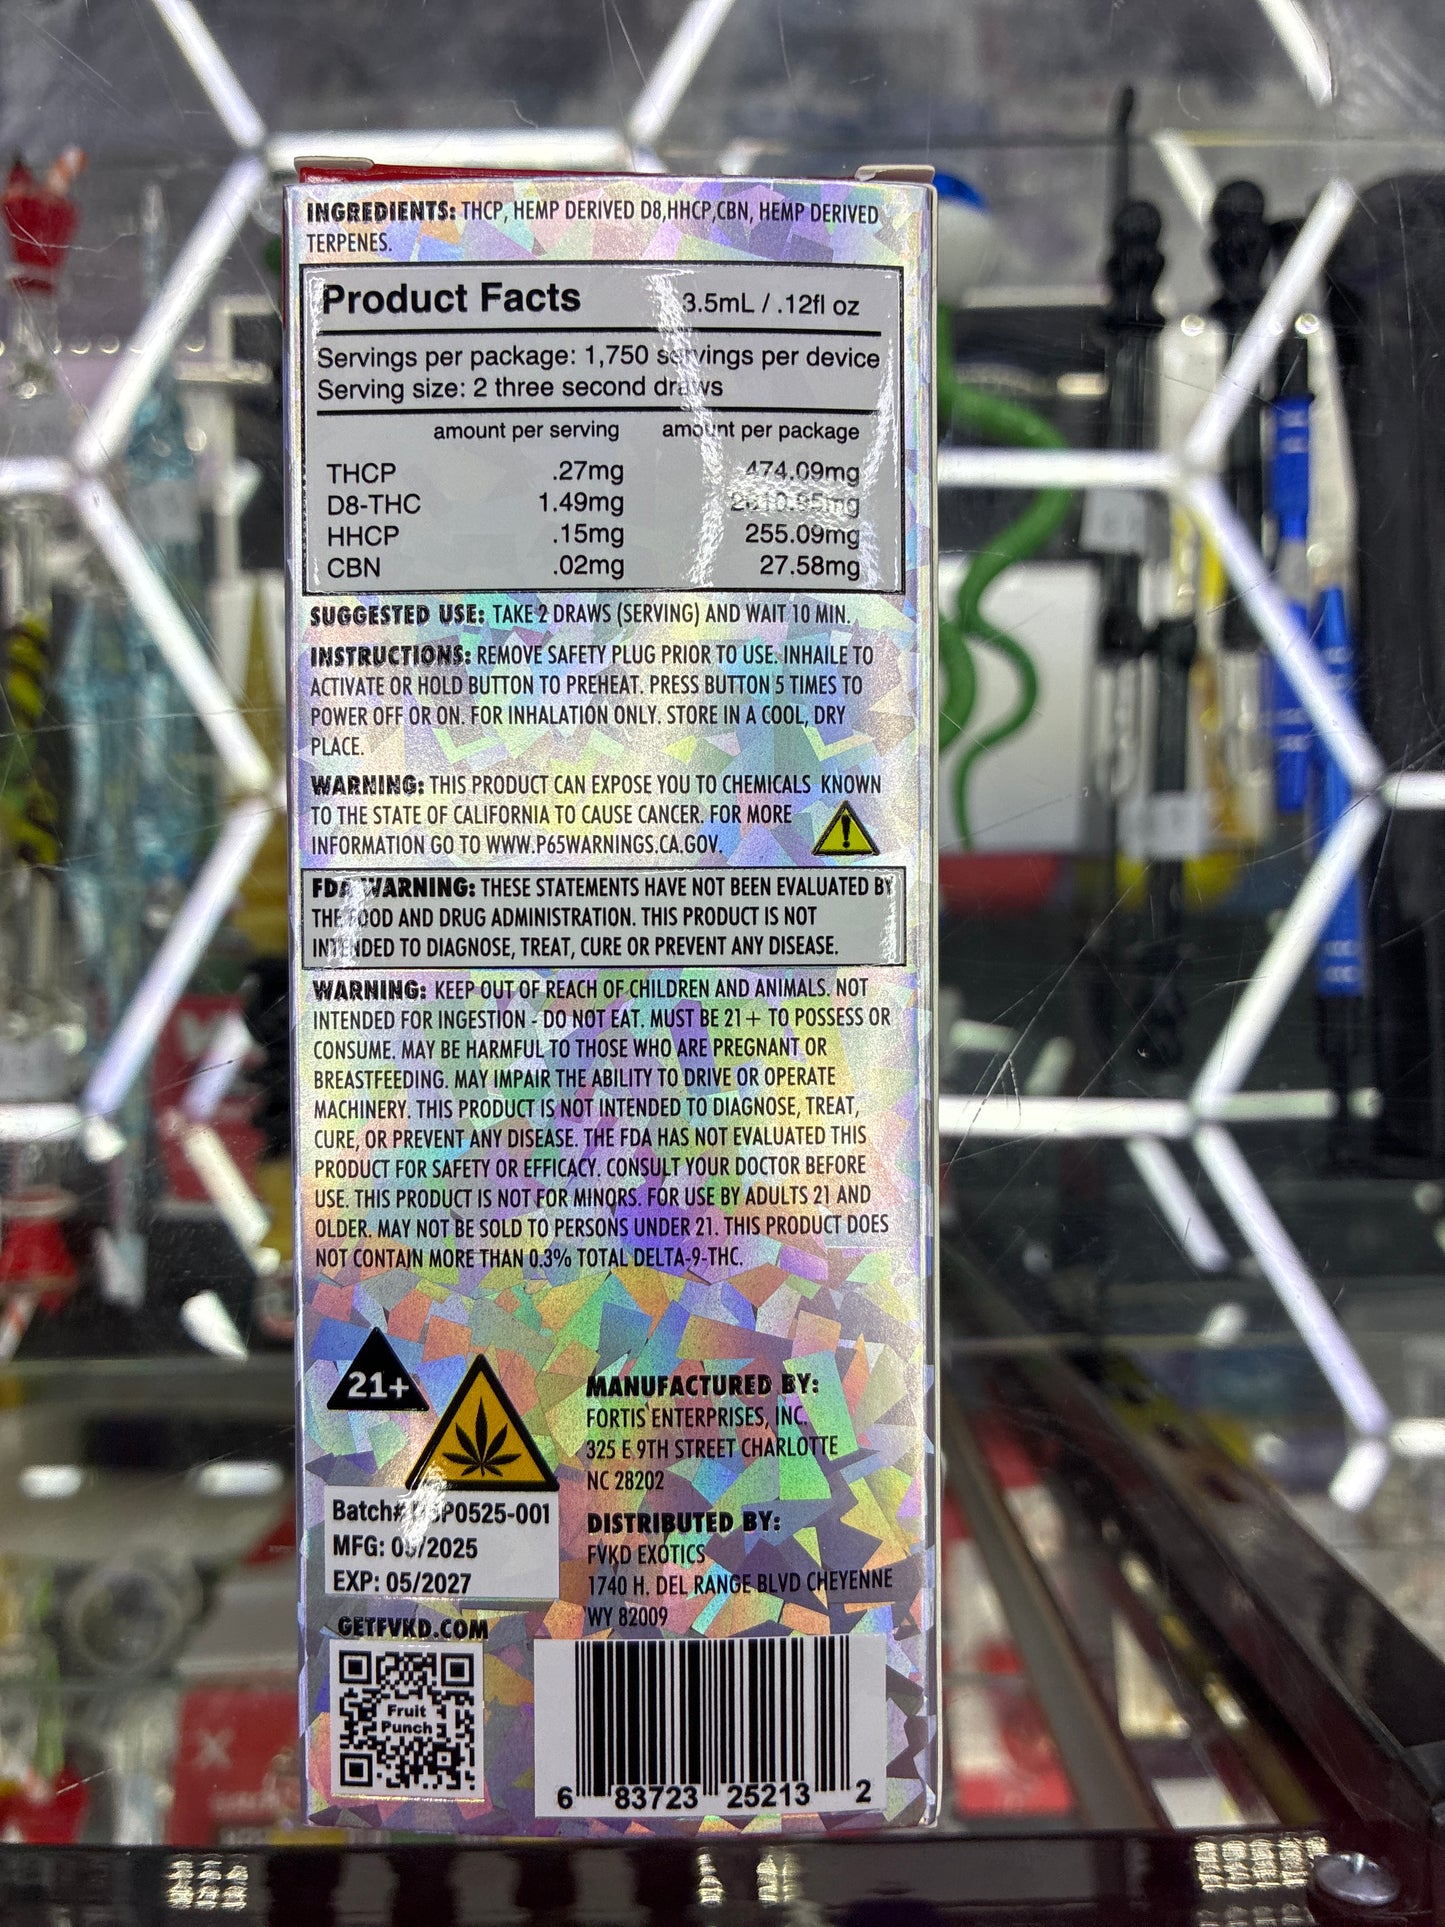 INGREDIENTS: THCP, HEMP DERIVED D8,HHCP,CBN, HEMP DERIVED
TERPENES.
Product Facts 3.5mL / .12fl oz
Servings per package: 1,750 servings per device
Serving size: 2 three second draws
amount per serving amount per package
THCP .27mg 474.09mg
D8-THC 1.49mg 2610.95mg
HHCP .15mg 255.09mg
CBN .02mg 27.58mg
SUGGESTED USE: TAKE 2 DRAWS (SERVING) AND WAIT 10 MIN.
INSTRUCTIONS: REMOVE SAFETY PLUG PRIOR TO USE. INHAILE TO
ACTIVATE OR HOLD BUTTON TO PREHEAT. PRESS BUTTON 5 TIMES TO
POWER OFF OR ON. FOR INHALATION ONLY. STORE IN A COOL, DRY
PLACE.
WARNING: THIS PRODUCT CAN EXPOSE YOU TO CHEMICALS KNOWN
TO THE STATE OF CALIFORNIA TO CAUSE CANCER. FOR MORE
INFORMATION GO TO WWW.P65WARNINGS.CA.GOV.
FDA WARNING: THESE STATEMENTS HAVE NOT BEEN EVALUATED BY
THE FOOD AND DRUG ADMINISTRATION. THIS PRODUCT IS NOT
INTENDED TO DIAGNOSE, TREAT, CURE OR PREVENT ANY DISEASE.
WARNING: KEEP OUT OF REACH OF CHILDREN AND ANIMALS. NOT
INTENDED FOR INGESTION - DO NOT EAT. MUST BE 21+ TO POSSESS OR
CONSUME. MAY BE HARMFUL TO THOSE WHO ARE PREGNANT OR
BREASTFEEDING. MAY IMPAIR THE ABILITY TO DRIVE OR OPERATE
MACHINERY. THIS PRODUCT IS NOT INTENDED TO DIAGNOSE, TREAT,
CURE, OR PREVENT ANY DISEASE. THE FDA HAS NOT EVALUATED THIS
PRODUCT FOR SAFETY OR EFFICACY. CONSULT YOUR DOCTOR BEFORE
USE. THIS PRODUCT IS NOT FOR MINORS. FOR USE BY ADULTS 21 AND
OLDER. MAY NOT BE SOLD TO PERSONS UNDER 21. THIS PRODUCT DOES
NOT CONTAIN MORE THAN 0.3% TOTAL DELTA-9-THC.
21+
Batch#
MFG:
EXP: 05/2027
GETFVKD.COM
Fruit
Punch
MANUFACTURED BY:
FORTIS ENTERPRISES, INC.
325 E 9TH STREET CHARLOTTE
NC 28202
DISTRIBUTED BY:
FVKD EXOTICS
1740 H. DEL RANGE BLVD CHEYENNE
WY 82009
6 83723 25213 2